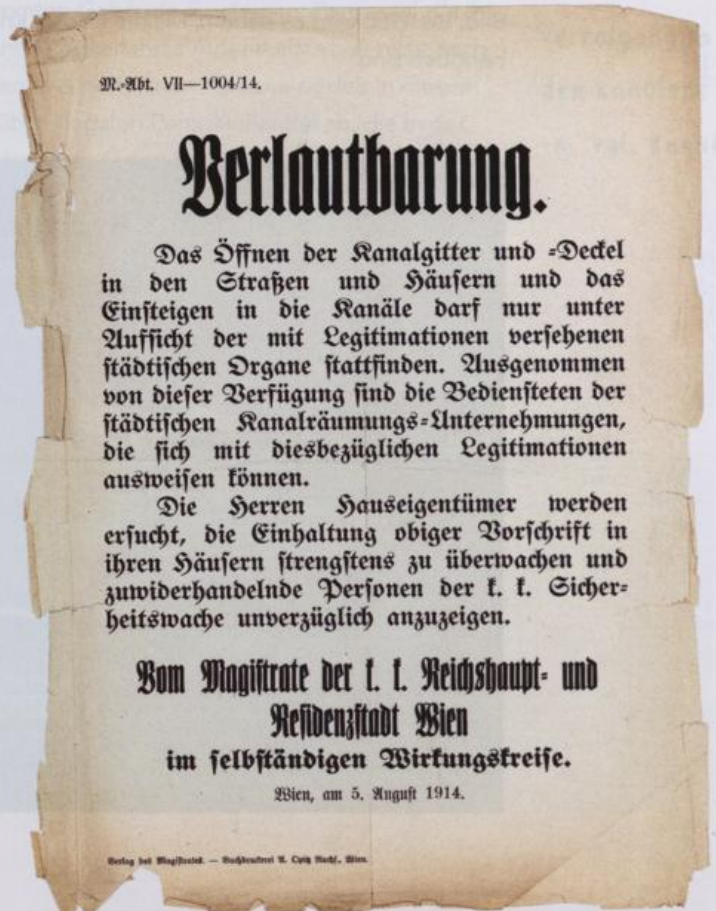 M.-Abt. VII—1004/14.
Verlautbarung.
Das Öffnen der Kanalgitter und -Deckel
in den Straßen und Häusern und das
Einsteigen in die Kanäle darf nur unter
Aufsicht der mit Legitimationen versehenen
städtischen Organe stattfinden. Ausgenommen
von dieser Verfügung sind die Bediensteten der
städtischen Kanalräumungs-Unternehmungen,
die sich mit diesbezüglichen Legitimationen
ausweisen können.
Die Herren Hauseigentümer werden
ersucht, die Einhaltung obiger Vorschrift in
ihren Häusern strengstens zu überwachen und
zuwiderhandelnde Personen der k. k. Sicher-
heitswache unverzüglich anzuzeigen.
Vom Magistrate der k. k. Reichshaupt- und
Residenzstadt Wien
im selbständigen Wirkungskreise.
Wien, am 5. August 1914.
Verlag des Magistrates. — Buchdruckerei A. Opitz Nachf., Wien.